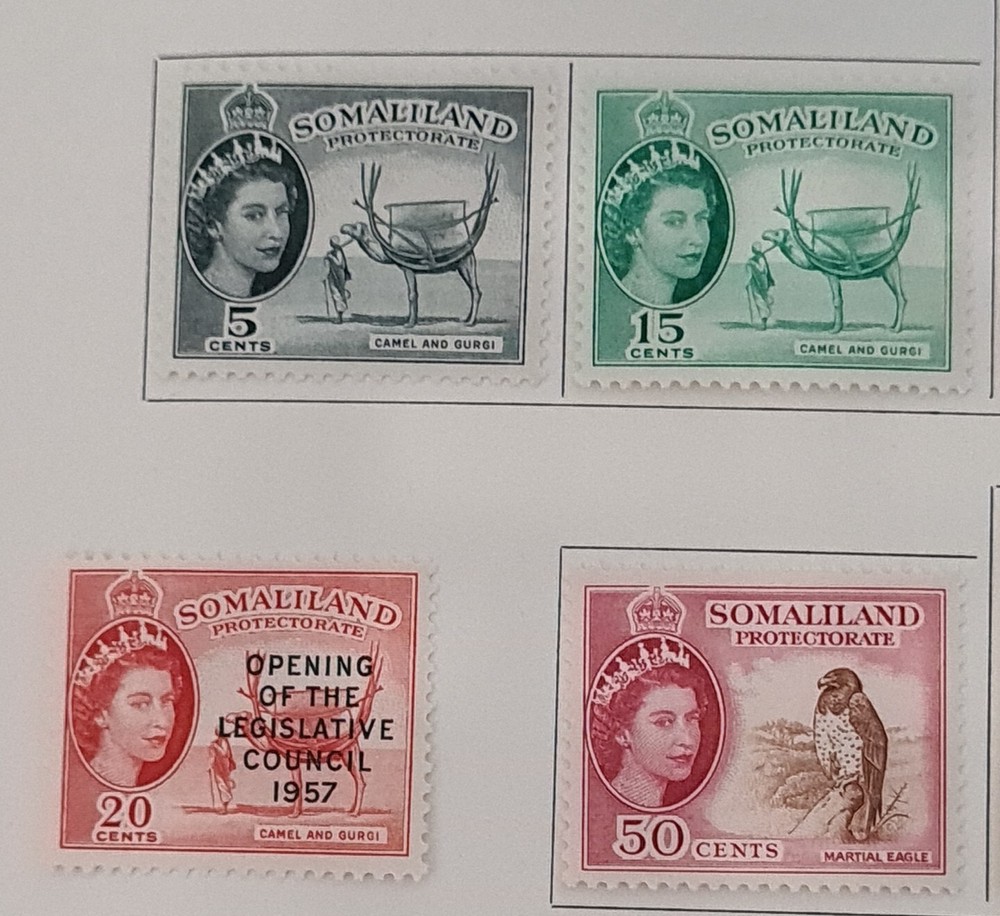 SOMALILAND
PROTECTORATE
5
CENTS
CAMEL AND GURGI
SOMALILAND
PROTECTORATE
15
CENTS
CAMEL AND GURGI
SOMALILAND
PROTECTORATE
OPENING
OF THE
LEGISLATIVE
COUNCIL
1957
20
CENTS
CAMEL AND GURGI
SOMALILAND
PROTECTORATE
50 CENTS
MARTIAL EAGLE